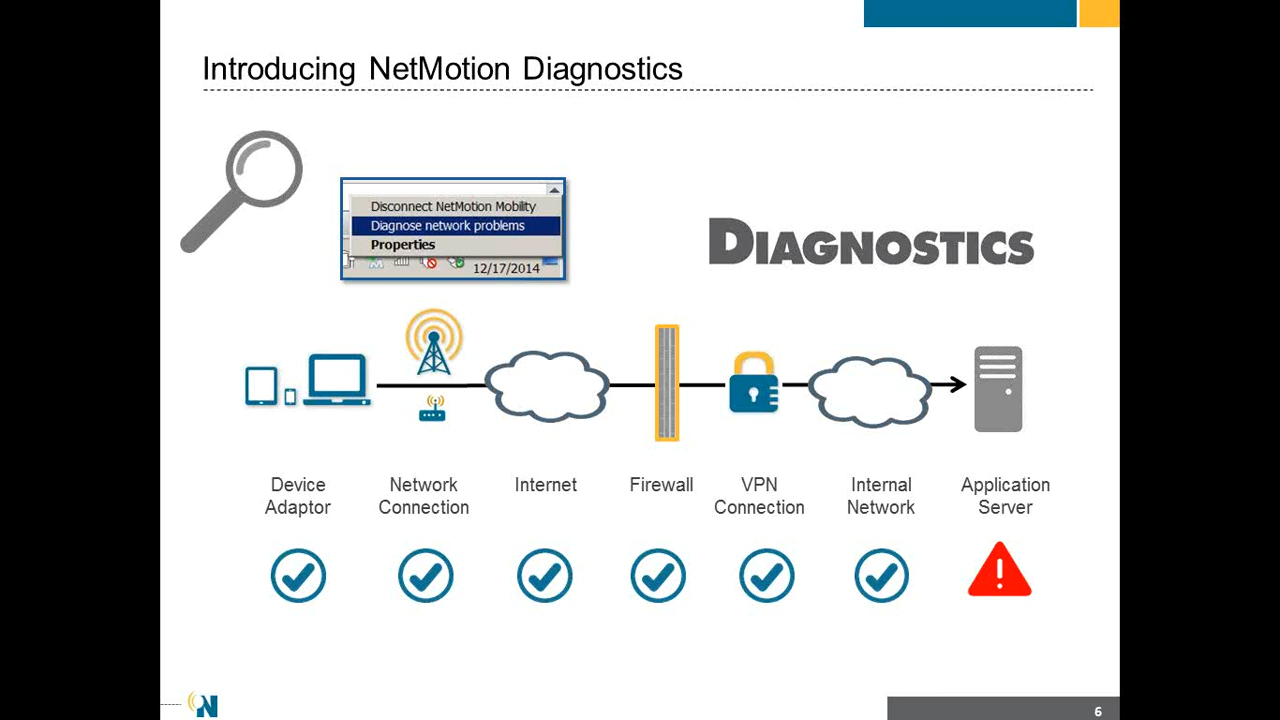 Introducing NetMotion Diagnostics
Disconnect NetMotion Mobility
Diagnose network problems
Properties
12/17/2014
DIAGNOSTICS
Device
Adaptor
Network
Connection
Internet
Firewall
VPN
Connection
Internal
Network
Application
Server
N
6